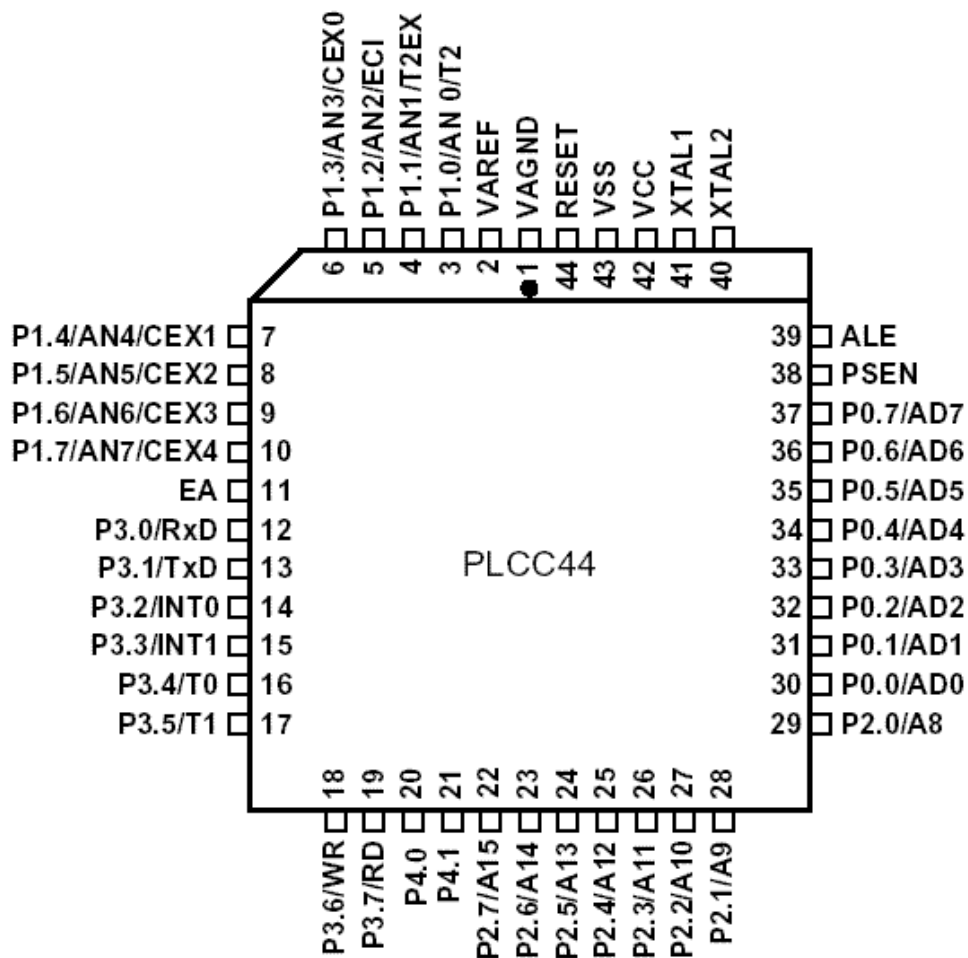 P1.3/AN3/CEX0
P1.2/AN2/ECI
P1.1/AN1/T2EX
P1.0/AN 0/T2
VAREF
VAGND
RESET
VSS
VCC
XTAL1
XTAL2
6 5 4 3 2 1 44 43 42 41 40
P1.4/AN4/CEX1 7
P1.5/AN5/CEX2 8
P1.6/AN6/CEX3 9
P1.7/AN7/CEX4 10
EA 11
P3.0/RxD 12
P3.1/TxD 13
P3.2/INT0 14
P3.3/INT1 15
P3.4/T0 16
P3.5/T1 17
PLCC44
39 ALE
38 PSEN
37 P0.7/AD7
36 P0.6/AD6
35 P0.5/AD5
34 P0.4/AD4
33 P0.3/AD3
32 P0.2/AD2
31 P0.1/AD1
30 P0.0/AD0
29 P2.0/A8
18 19 20 21 22 23 24 25 26 27 28
P3.6/WR
P3.7/RD
P4.0
P4.1
P2.7/A15
P2.6/A14
P2.5/A13
P2.4/A12
P2.3/A11
P2.2/A10
P2.1/A9